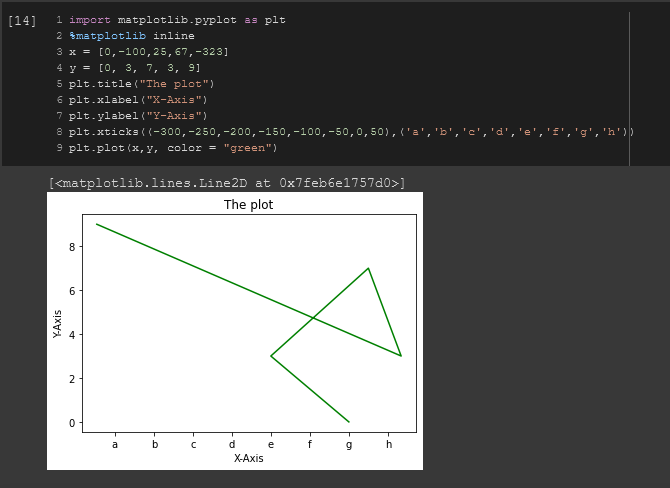 [14]
1 import matplotlib.pyplot as plt
2 %matplotlib inline
3 x = [0,-100,25,67,-323]
4 y = [0, 3, 7, 3, 9]
5 plt.title("The plot")
6 plt.xlabel("X-Axis")
7 plt.ylabel("Y-Axis")
8 plt.xticks((-300,-250,-200,-150,-100,-50,0,50),('a','b','c','d','e','f','g','h'))
9 plt.plot(x,y, color = "green")
[<matplotlib.lines.Line2D at 0x7feb6e1757d0>]
The plot
8
6
Y-Axis
4
2
0
a b c d e f g h
X-Axis